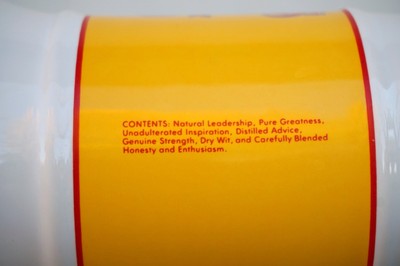 CONTENTS: Natural Leadership, Pure Greatness,
Unadulterated Inspiration, Distilled Advice,
Genuine Strength, Dry Wit, and Carefully Blended
Honesty and Enthusiasm.